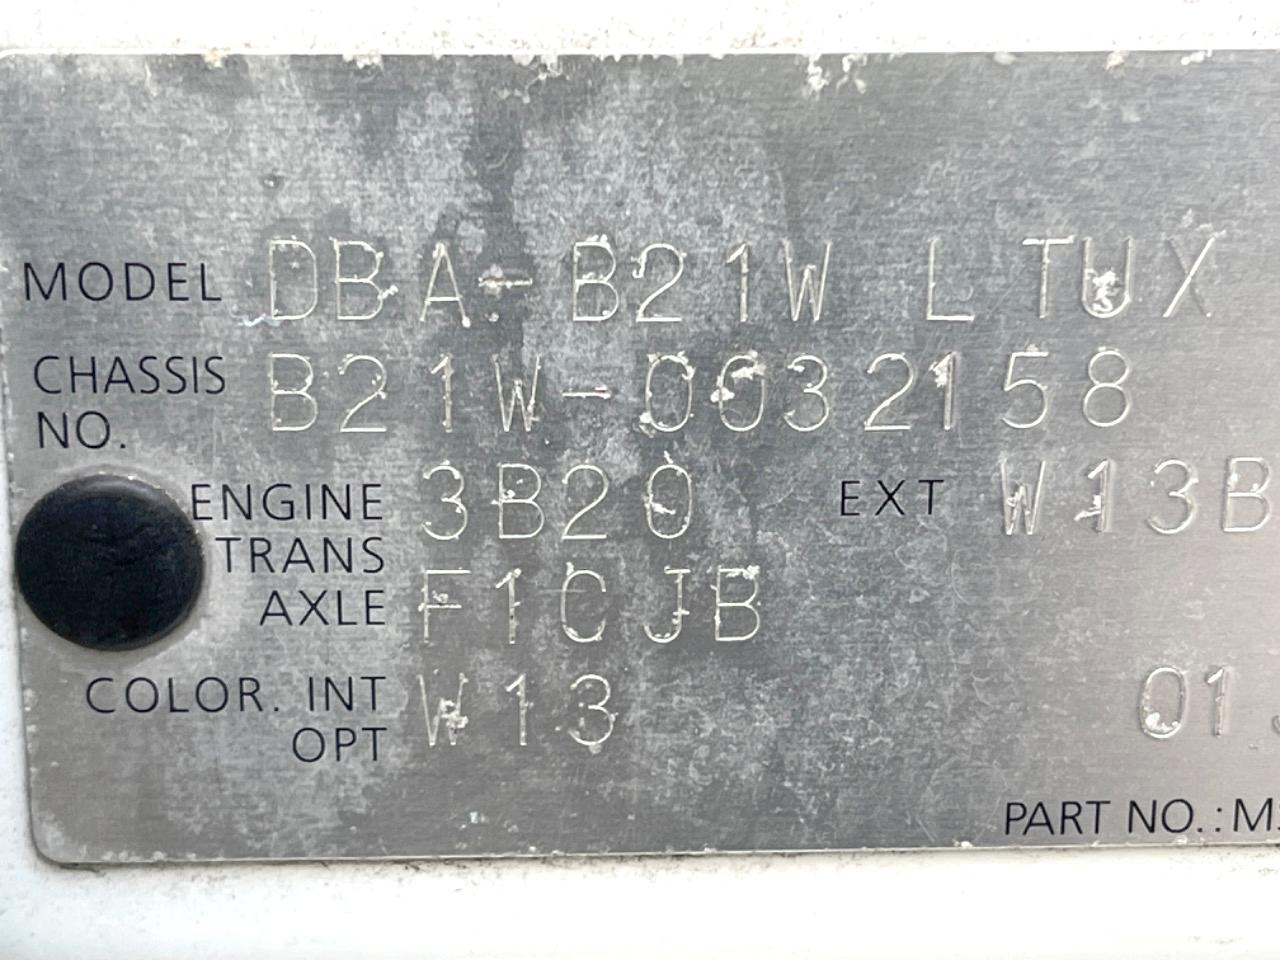 MODEL DBA-B21W LTUX
CHASSIS NO. B21W-0032158
ENGINE 3B20 EXT W13B
TRANS AXLE F1CJB
COLOR. INT OPT W13 01
PART NO.: M